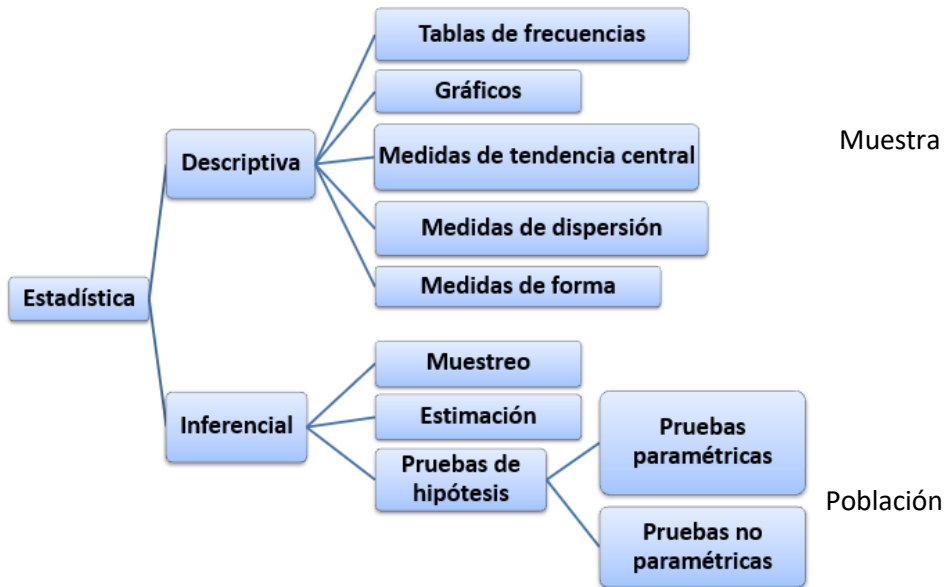 Tablas de frecuencias
Gráficos
Muestra
Descriptiva
Medidas de tendencia central
Medidas de dispersión
Medidas de forma
Estadística
Muestreo
Inferencial
Estimación
Pruebas de
hipótesis
Pruebas
paramétricas
Población
Pruebas no
paramétricas